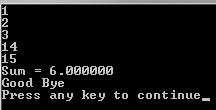 1
2
3
14
15
Sum = 6.000000
Good Bye
Press any key to continue_